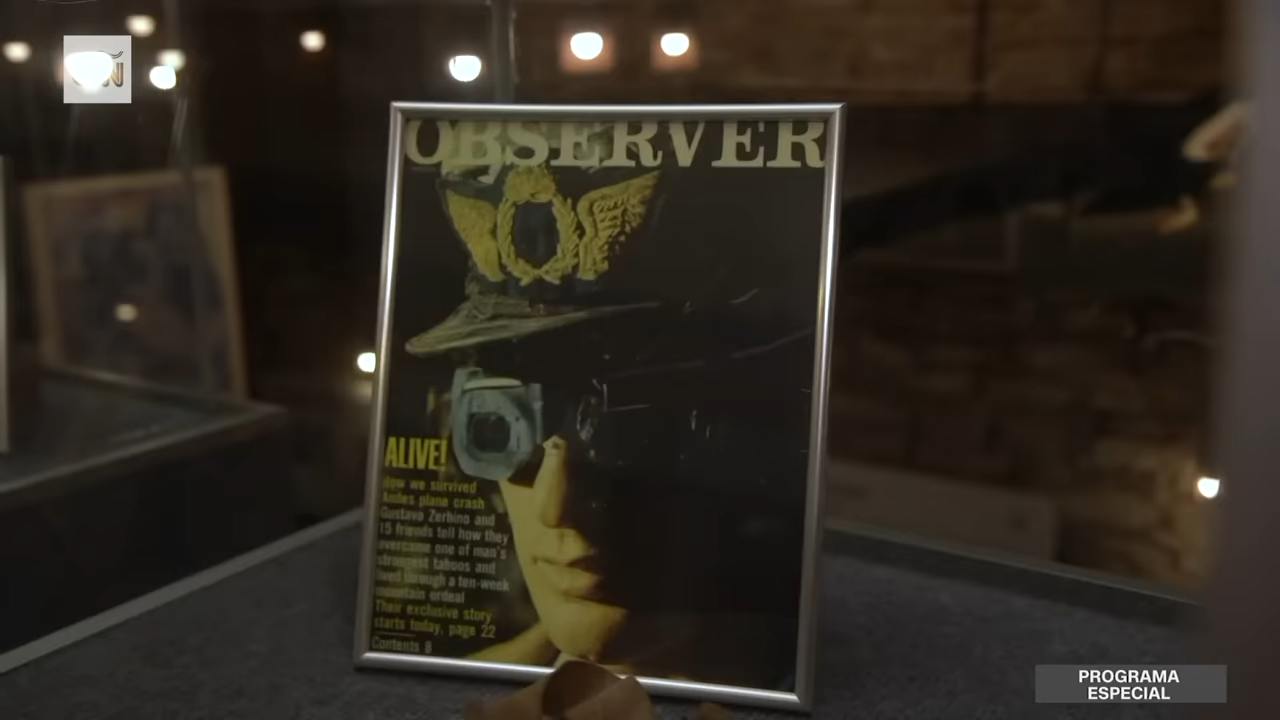 OBSERVER
ALIVE!
How we survived
Andes plane crash
Gustavo Zerbino and
15 friends tell how they
overcame one of man's
strongest taboos and
lived through a ten-week
mountain ordeal
Their exclusive story
starts today, page 22
Contents 8
PROGRAMA
ESPECIAL